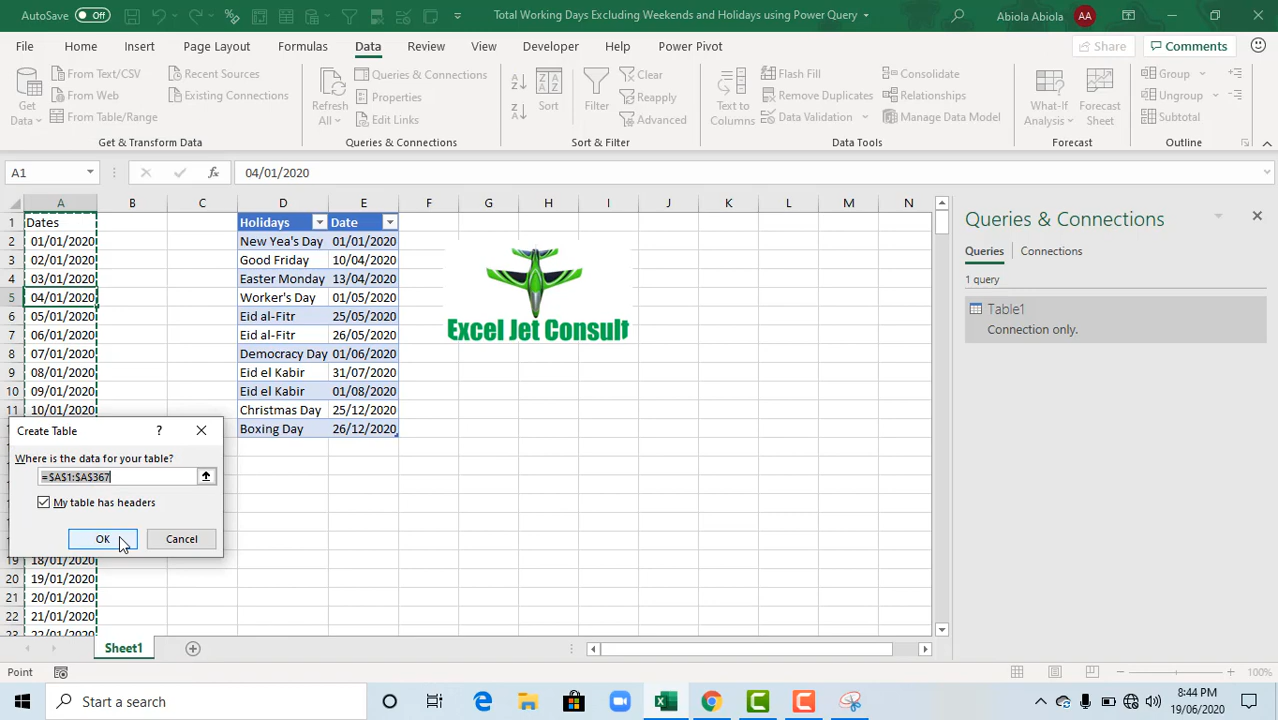 AutoSave Off Total Working Days Excluding Weekends and Holidays using Power Query Abiola Abiola AA
File Home Insert Page Layout Formulas Data Review View Developer Help Power Pivot Share Comments
Get Data From Text/CSV From Web From Table/Range Recent Sources Existing Connections
Refresh All Queries & Connections Properties Edit Links
Sort Filter Clear Reapply Advanced
Text to Columns Flash Fill Remove Duplicates Data Validation Consolidate Relationships Manage Data Model
What-If Analysis Forecast Sheet Group Ungroup Subtotal
Get & Transform Data Queries & Connections Sort & Filter Data Tools Forecast Outline
A1 fx 04/01/2020
A B C D E F G H I J K L M N
1 Dates Holidays Date
2 01/01/2020 New Yea's Day 01/01/2020
3 02/01/2020 Good Friday 10/04/2020
4 03/01/2020 Easter Monday 13/04/2020
5 04/01/2020 Worker's Day 01/05/2020
6 05/01/2020 Eid al-Fitr 25/05/2020
7 06/01/2020 Eid al-Fitr 26/05/2020
8 07/01/2020 Democracy Day 01/06/2020
9 08/01/2020 Eid el Kabir 31/07/2020
10 09/01/2020 Eid el Kabir 01/08/2020
11 10/01/2020 Christmas Day 25/12/2020
Boxing Day 26/12/2020
Excel Jet Consult
Create Table ?
Where is the data for your table?
=$A$1:$A$367
My table has headers
OK Cancel
19 18/01/2020
20 19/01/2020
21 20/01/2020
22 21/01/2020
23 22/01/2020
Queries & Connections
Queries Connections
1 query
Table1
Connection only.
Sheet1
Point 100%
Type here to search